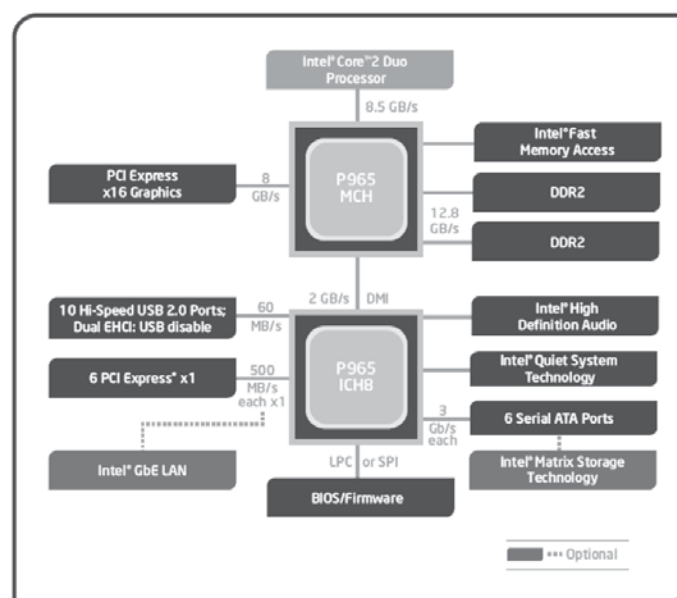 Intel® Core™2 Duo
Processor
8.5 GB/s
Intel® Fast
Memory Access
PCI Express
x16 Graphics
8
GB/s
P965
MCH
DDR2
12.8
GB/s
DDR2
2 GB/s
DMI
10 Hi-Speed USB 2.0 Ports;
Dual EHCI: USB disable
60
MB/s
Intel® High
Definition Audio
P965
ICH8
6 PCI Express® x1
500
MB/s
each x1
Intel® Quiet System
Technology
3
Gb/s
each
6 Serial ATA Ports
Intel® GbE LAN
LPC or SPI
Intel® Matrix Storage
Technology
BIOS/Firmware
Optional